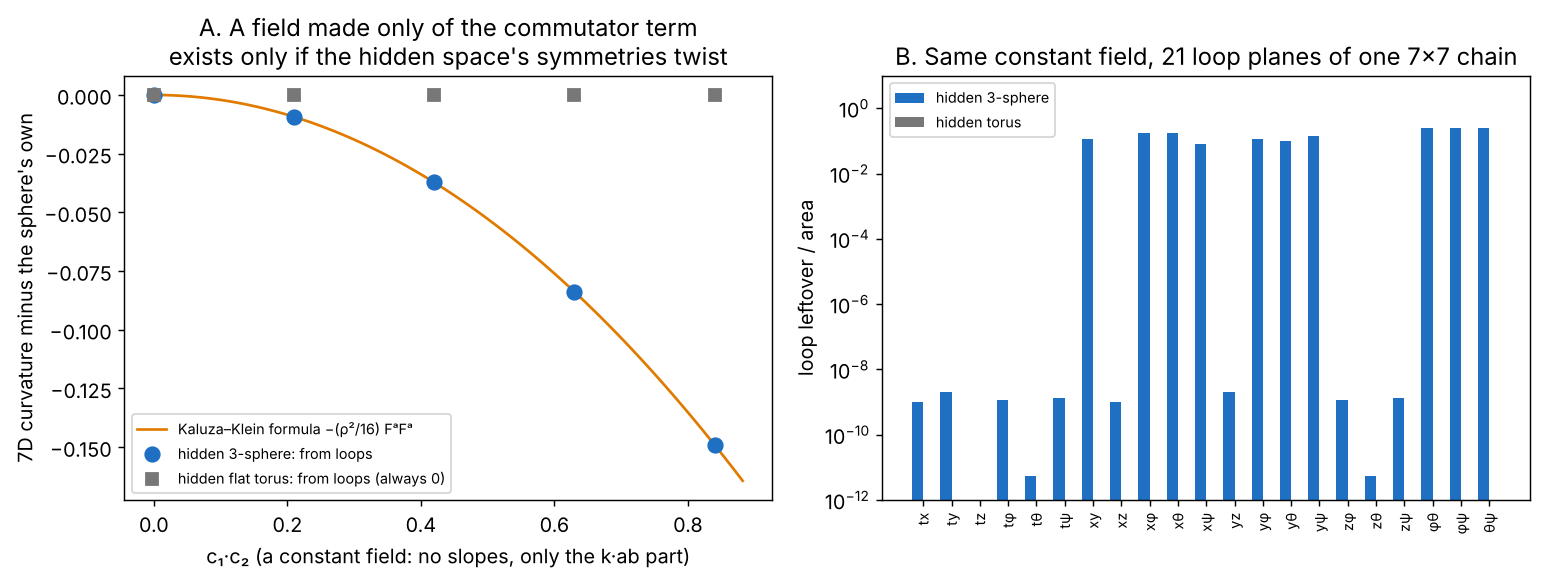 A. A field made only of the commutator term
exists only if the hidden space's symmetries twist
7D curvature minus the sphere's own
0.000
−0.025
−0.050
−0.075
−0.100
−0.125
−0.150
Kaluza–Klein formula −(ρ²/16) FᵃFᵃ
hidden 3-sphere: from loops
hidden flat torus: from loops (always 0)
0.0
0.2
0.4
0.6
0.8
c₁·c₂ (a constant field: no slopes, only the k·ab part)
B. Same constant field, 21 loop planes of one 7×7 chain
loop leftover / area
10⁰
10⁻²
10⁻⁴
10⁻⁶
10⁻⁸
10⁻¹⁰
10⁻¹²
hidden 3-sphere
hidden torus
tx
ty
tz
tφ
tθ
tψ
xy
xz
xφ
xθ
xψ
yz
yφ
yθ
yψ
zφ
zθ
zψ
φθ
φψ
θψ